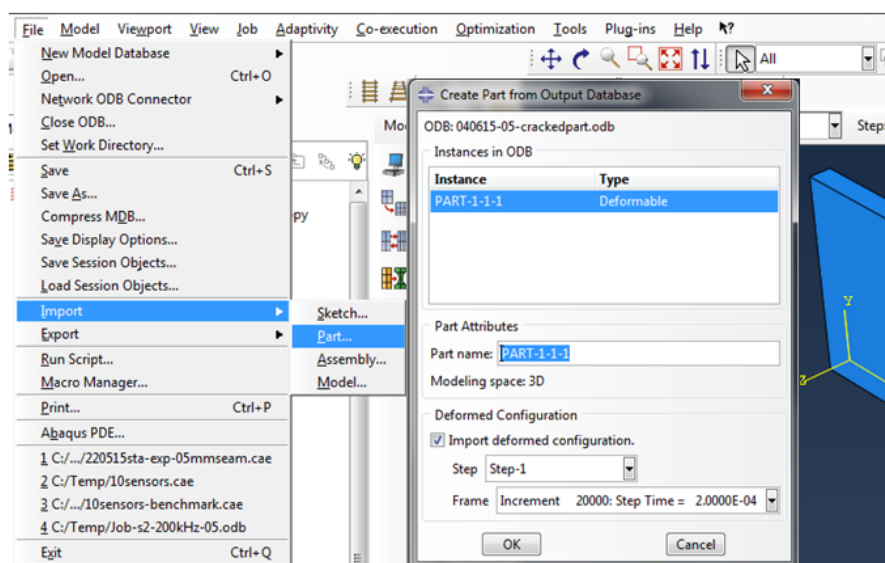 File Model Viewport View Job Adaptivity Co-execution Optimization Tools Plug-ins Help
New Model Database
Open... Ctrl+O
Network ODB Connector
Close ODB...
Set Work Directory...
Save Ctrl+S
Save As...
Compress MDB...
Save Display Options...
Save Session Objects...
Load Session Objects...
Import
Export
Run Script...
Macro Manager...
Print... Ctrl+P
Abaqus PDE...
1 C:/.../220515sta-exp-05mmseam.cae
2 C:/Temp/10sensors.cae
3 C:/.../10sensors-benchmark.cae
4 C:/Temp/Job-s2-200kHz-05.odb
Exit Ctrl+Q
Sketch...
Part...
Assembly...
Model...
All
Step:
Create Part from Output Database
ODB: 040615-05-crackedpart.odb
Instances in ODB
Instance Type
PART-1-1-1 Deformable
Part Attributes
Part name: PART-1-1-1
Modeling space: 3D
Deformed Configuration
Import deformed configuration.
Step Step-1
Frame Increment 20000: Step Time = 2.0000E-04
OK Cancel
Y
Z